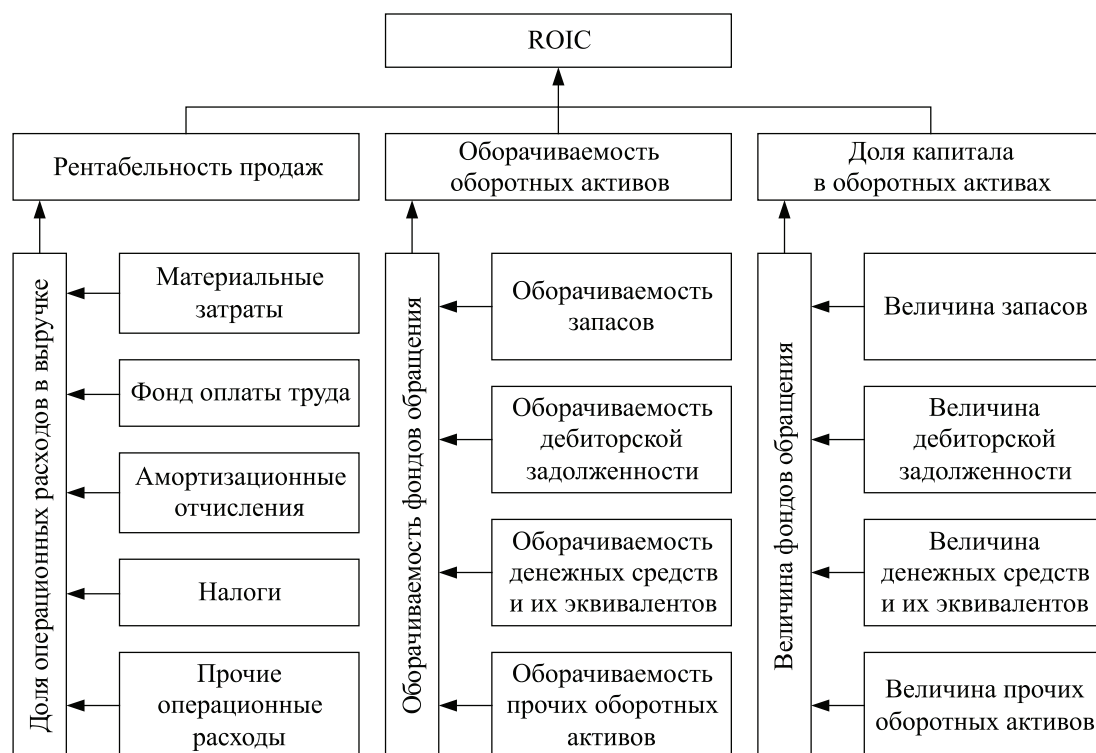 ROIC
Рентабельность продаж
Оборачиваемость
оборотных активов
Доля капитала
в оборотных активах
Доля операционных расходов в выручке
Материальные
затраты
Фонд оплаты труда
Амортизационные
отчисления
Налоги
Прочие
операционные
расходы
Оборачиваемость фондов обращения
Оборачиваемость
запасов
Оборачиваемость
дебиторской
задолженности
Оборачиваемость
денежных средств
и их эквивалентов
Оборачиваемость
прочих оборотных
активов
Величина фондов обращения
Величина запасов
Величина
дебиторской
задолженности
Величина
денежных средств
и их эквивалентов
Величина прочих
оборотных активов